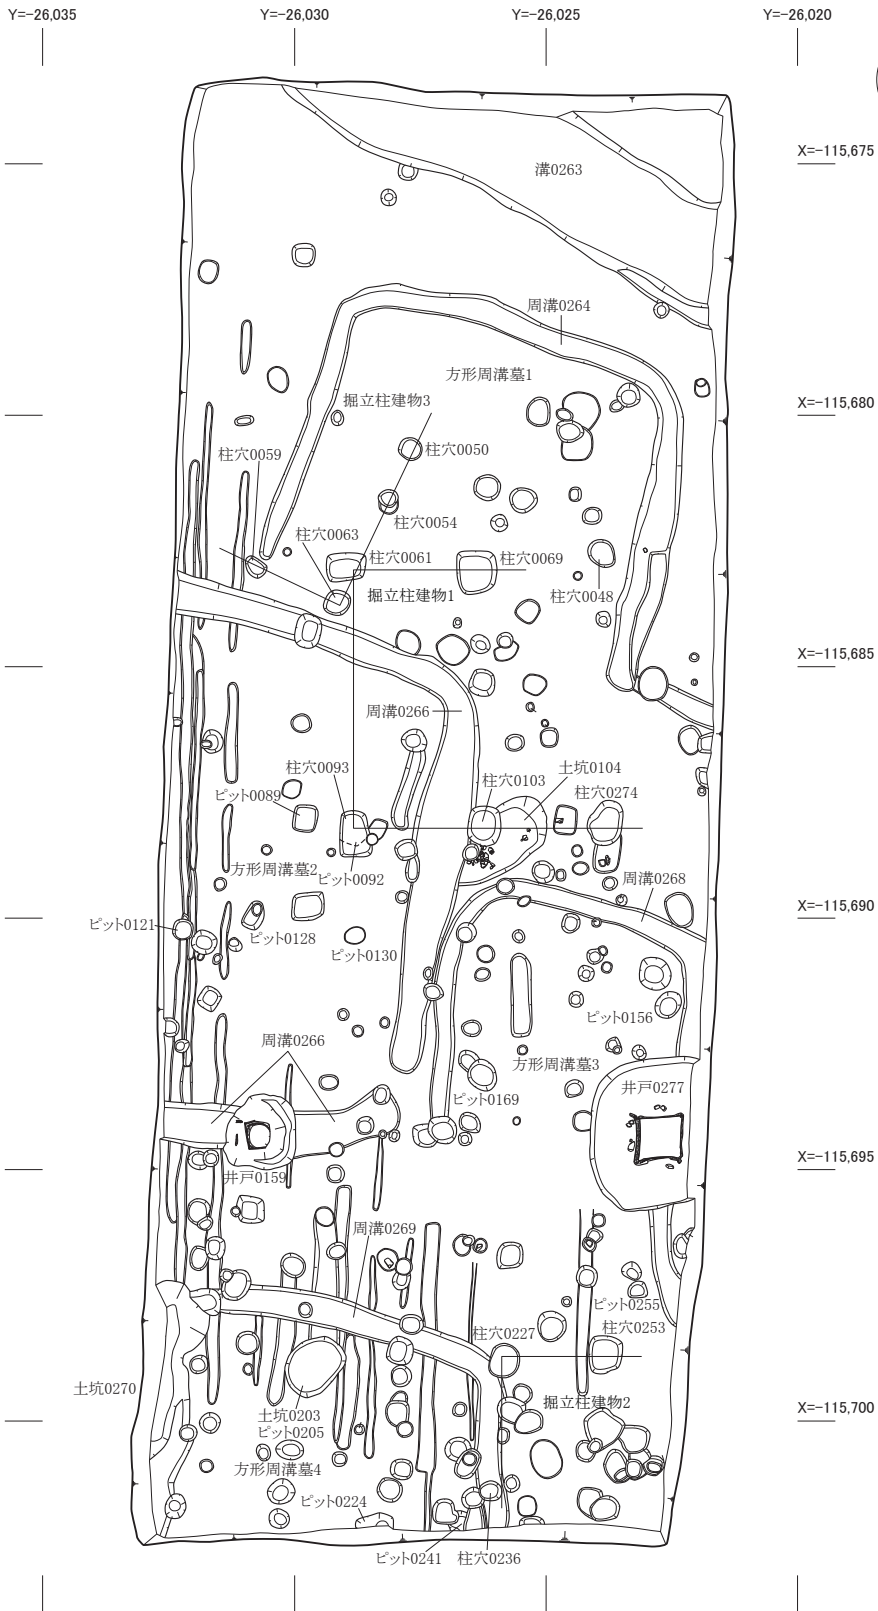 Y=-26,035
Y=-26,030
Y=-26,025
Y=-26,020
X=-115,675
溝0263
周溝0264
方形周溝墓1
掘立柱建物3
X=-115,680
柱穴0059
柱穴0050
柱穴0054
柱穴0063
柱穴0061
柱穴0069
掘立柱建物1
柱穴0048
X=-115,685
周溝0266
柱穴0093
柱穴0103
土坑0104
柱穴0274
ピット0089
方形周溝墓2
ピット0092
周溝0268
ピット0121
ピット0128
X=-115,690
ピット0130
ピット0156
周溝0266
方形周溝墓3
井戸0277
ピット0169
井戸0159
X=-115,695
周溝0269
ピット0255
柱穴0227
柱穴0253
土坑0270
土坑0203
掘立柱建物2
X=-115,700
ピット0205
方形周溝墓4
ピット0224
ピット0241
柱穴0236